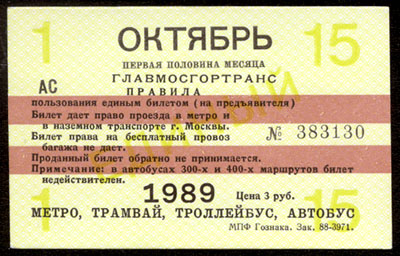 1 ОКТЯБРЬ 15
ПЕРВАЯ ПОЛОВИНА МЕСЯЦА
ГЛАВМОСГОРТРАНС
АС ПРАВИЛА
пользования единым билетом (на предъявителя)
Билет дает право проезда в метро и
в наземном транспорте г. Москвы.
Билет права на бесплатный провоз
багажа не дает.
№ 383130
Проданный билет обратно не принимается.
Примечание: в автобусах 300-х и 400-х маршрутов билет
недействителен.
1 1989 Цена 3 руб. 15
МЕТРО, ТРАМВАЙ, ТРОЛЛЕЙБУС, АВТОБУС
МПФ Гознака. Зак. 88-3971.